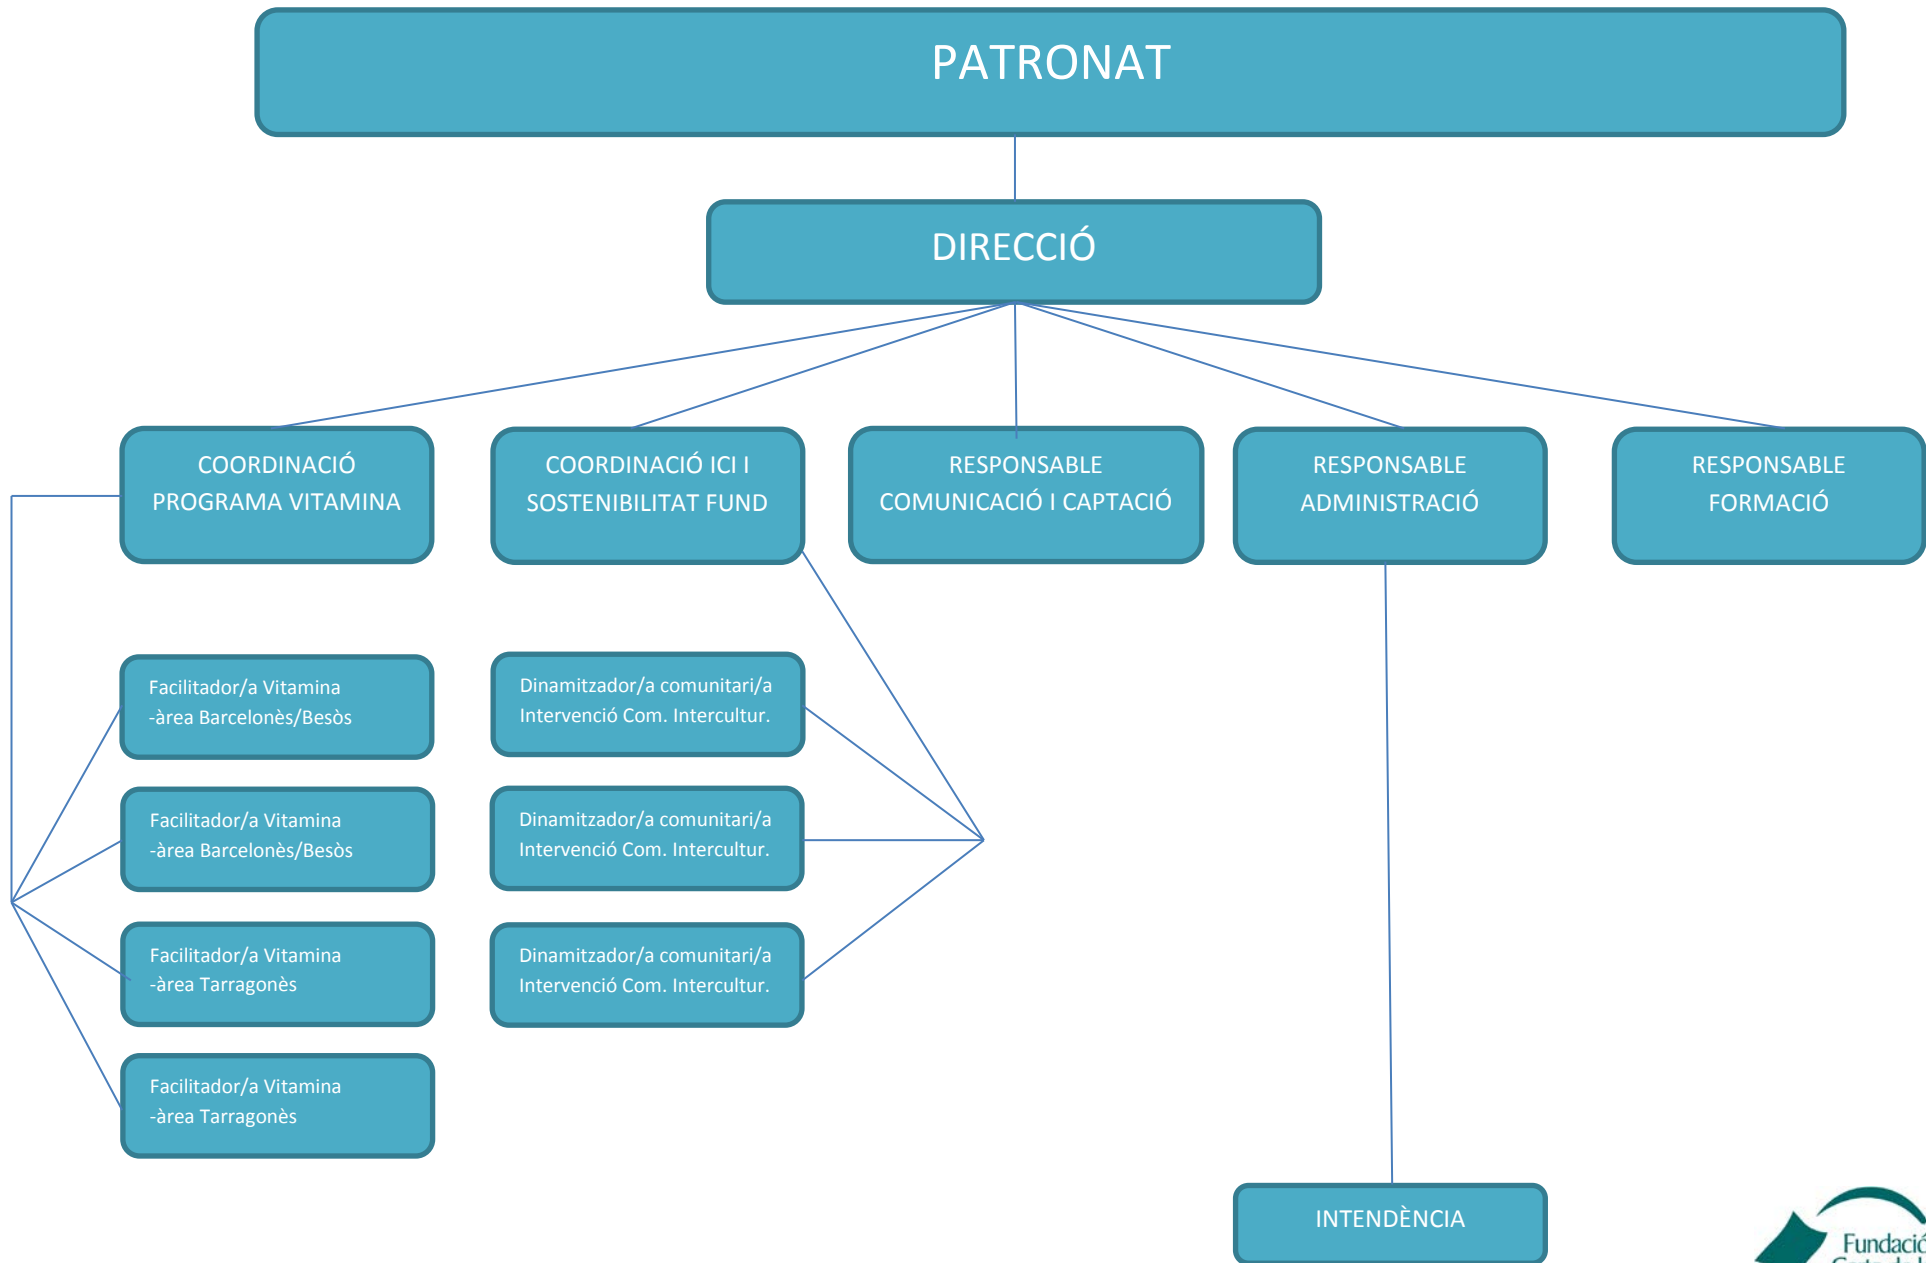 PATRONAT
DIRECCIÓ
COORDINACIÓ
PROGRAMA VITAMINA
COORDINACIÓ ICI I
SOSTENIBILITAT FUND
RESPONSABLE
COMUNICACIÓ I CAPTACIÓ
RESPONSABLE
ADMINISTRACIÓ
RESPONSABLE
FORMACIÓ
Facilitador/a Vitamina
-àrea Barcelonès/Besòs
Facilitador/a Vitamina
-àrea Barcelonès/Besòs
Facilitador/a Vitamina
-àrea Tarragonès
Facilitador/a Vitamina
-àrea Tarragonès
Dinamitzador/a comunitari/a
Intervenció Com. Intercultur.
Dinamitzador/a comunitari/a
Intervenció Com. Intercultur.
Dinamitzador/a comunitari/a
Intervenció Com. Intercultur.
INTENDÈNCIA
Fundació